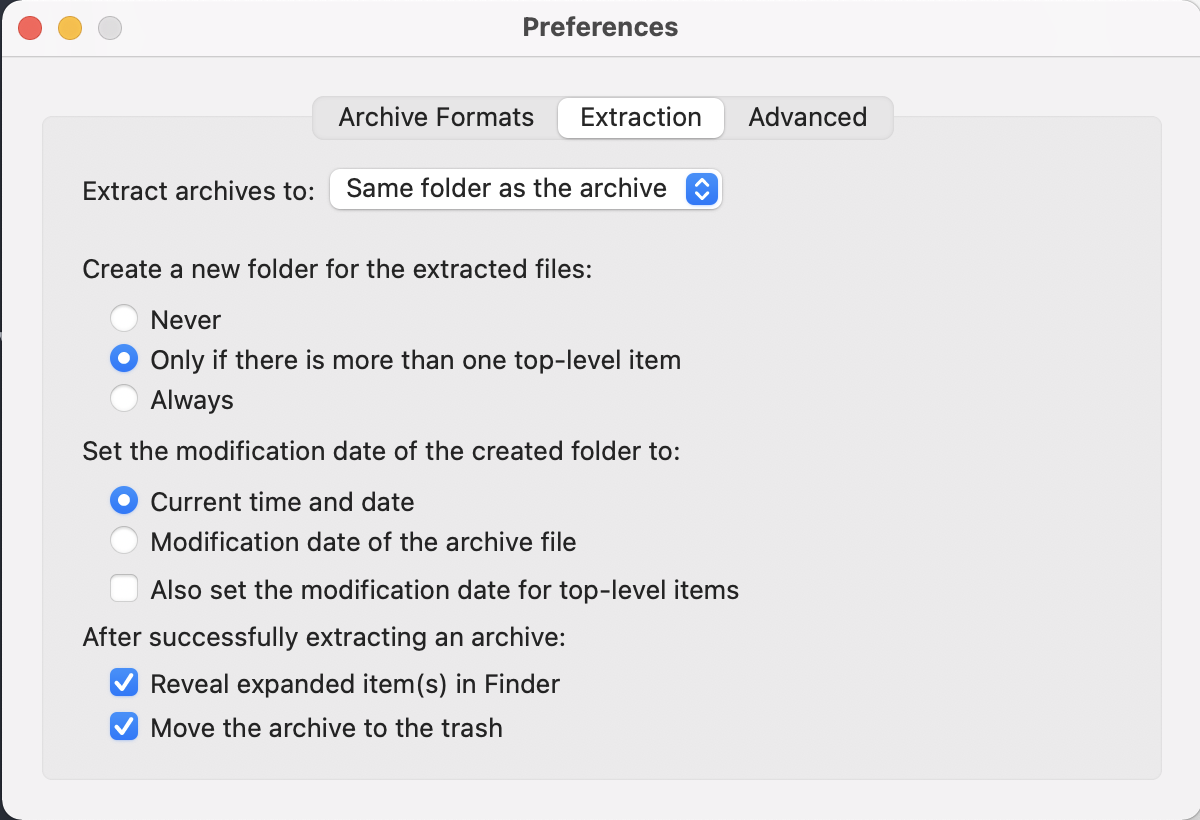 Preferences
Archive Formats Extraction Advanced
Extract archives to: Same folder as the archive
Create a new folder for the extracted files:
Never
Only if there is more than one top-level item
Always
Set the modification date of the created folder to:
Current time and date
Modification date of the archive file
Also set the modification date for top-level items
After successfully extracting an archive:
Reveal expanded item(s) in Finder
Move the archive to the trash